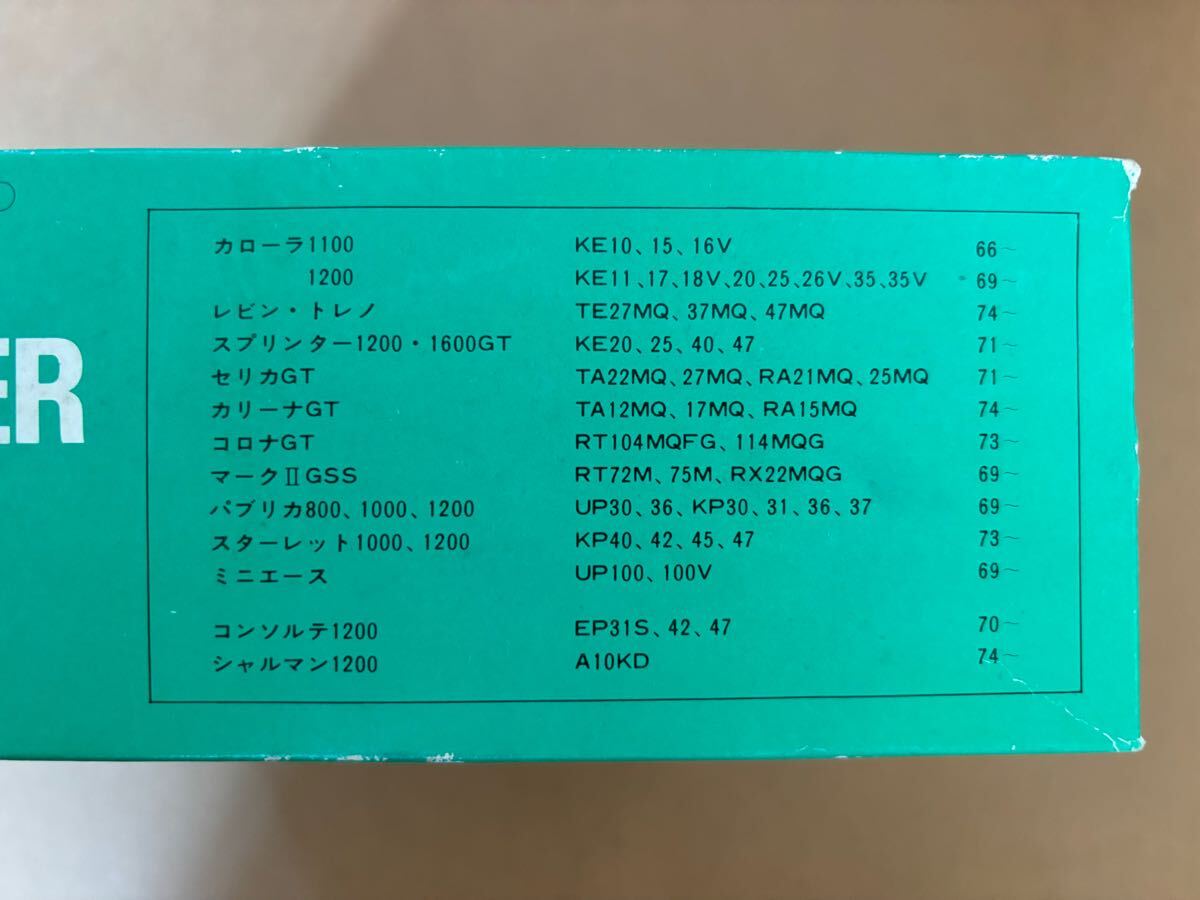 ER
カローラ1100 KE10、15、16V 66~
1200 KE11、17、18V、20、25、26V、35、35V 69~
レビン・トレノ TE27MQ、37MQ、47MQ 74~
スプリンター1200・1600GT KE20、25、40、47 71~
セリカGT TA22MQ、27MQ、RA21MQ、25MQ 71~
カリーナGT TA12MQ、17MQ、RA15MQ 74~
コロナGT RT104MQFG、114MQG 73~
マークⅡGSS RT72M、75M、RX22MQG 69~
パブリカ800、1000、1200 UP30、36、KP30、31、36、37 69~
スターレット1000、1200 KP40、42、45、47 73~
ミニエース UP100、100V 69~
コンソルテ1200 EP31S、42、47 70~
シャルマン1200 A10KD 74~